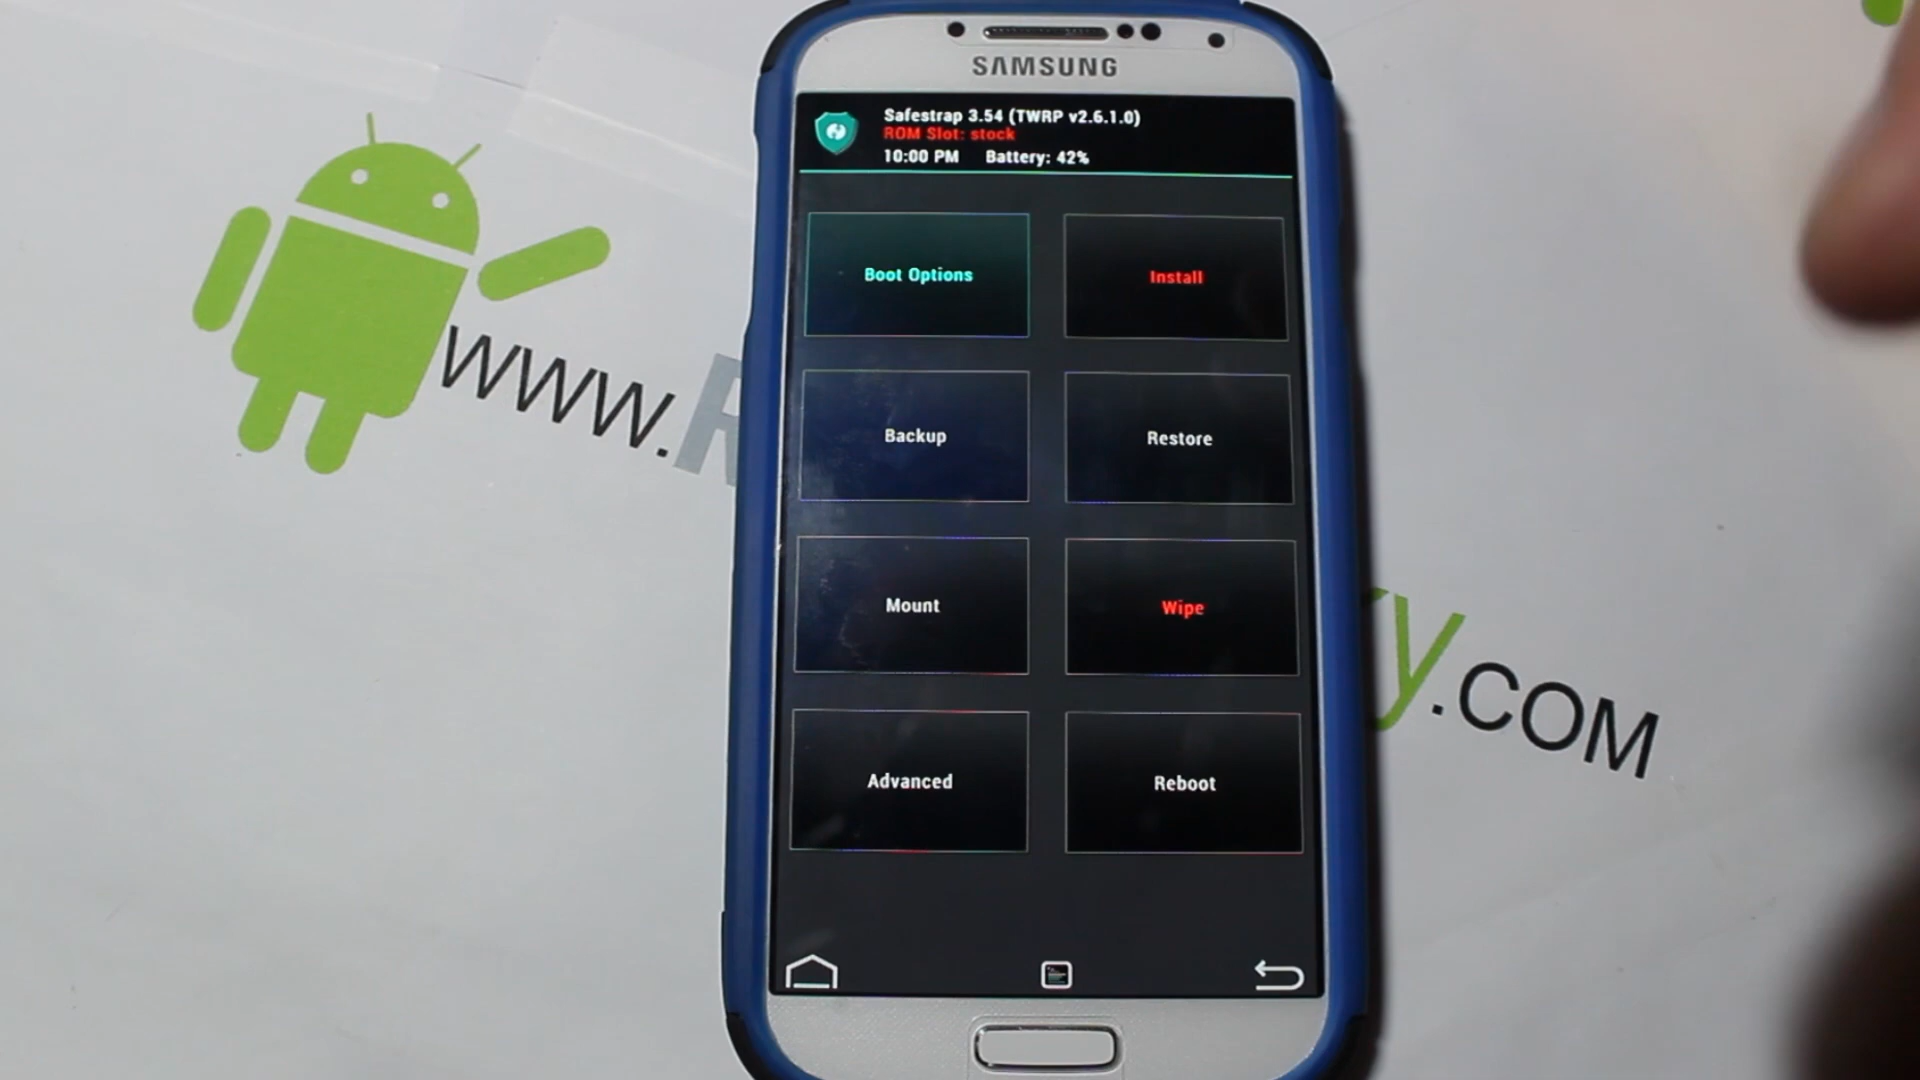 SAMSUNG
Safestrap 3.54 (TWRP v2.6.1.0)
ROM Slot: stock
10:00 PM Battery: 42%
Boot Options
Install
Backup
Restore
Mount
Wipe
Advanced
Reboot
www.R
y.COM